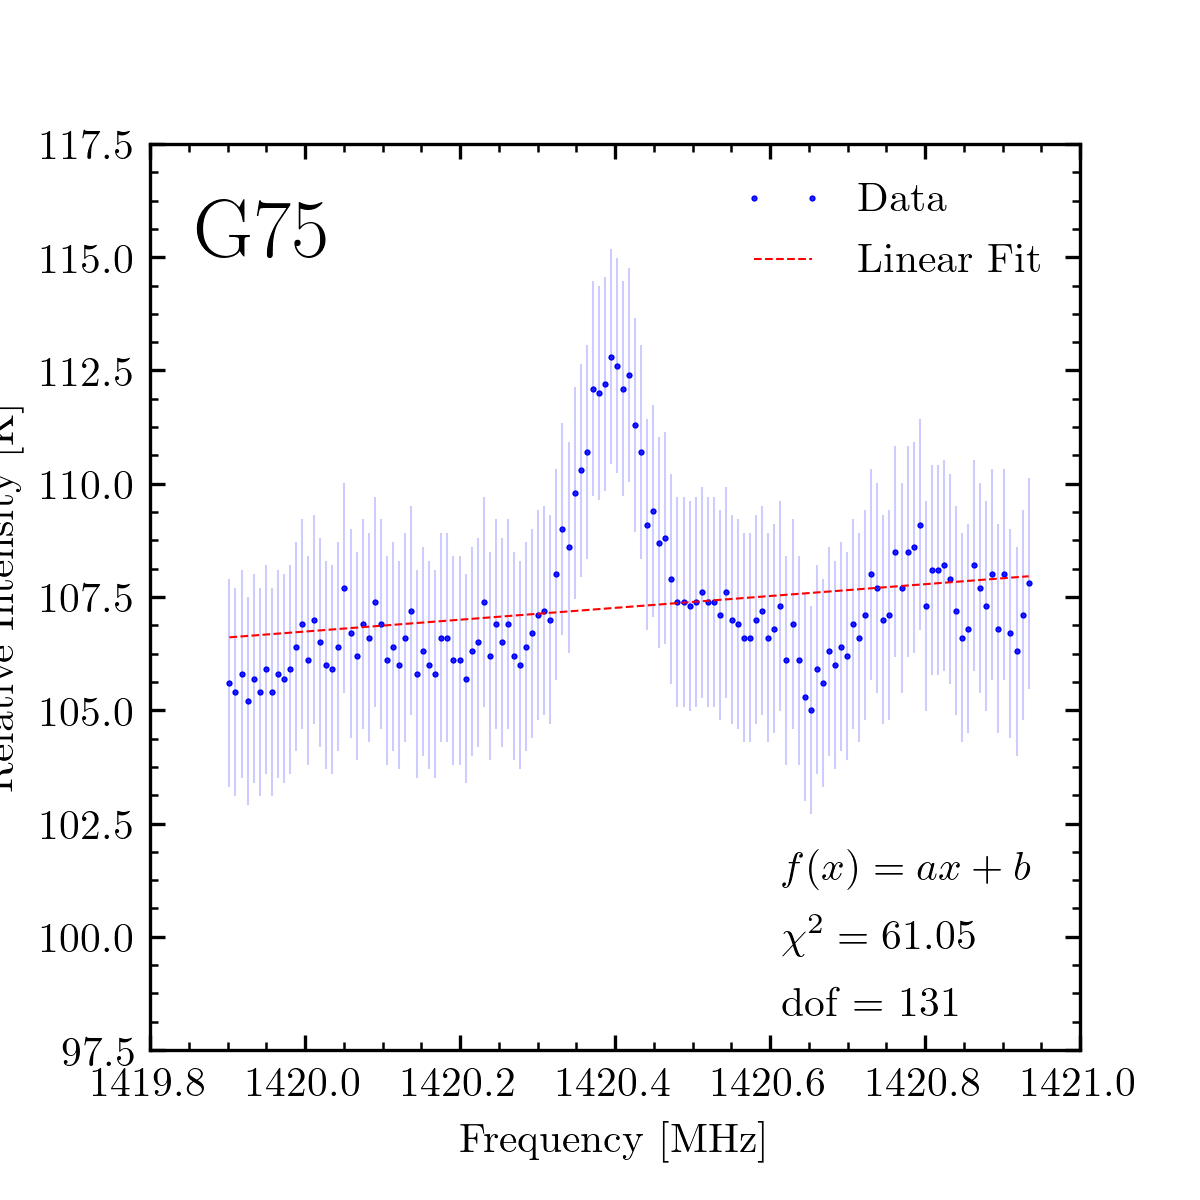 G75
Data
Linear Fit
117.5
115.0
112.5
110.0
107.5
105.0
102.5
100.0
97.5
Relative Intensity [K]
f(x) = ax + b
χ² = 61.05
dof = 131
1419.8 1420.0 1420.2 1420.4 1420.6 1420.8 1421.0
Frequency [MHz]